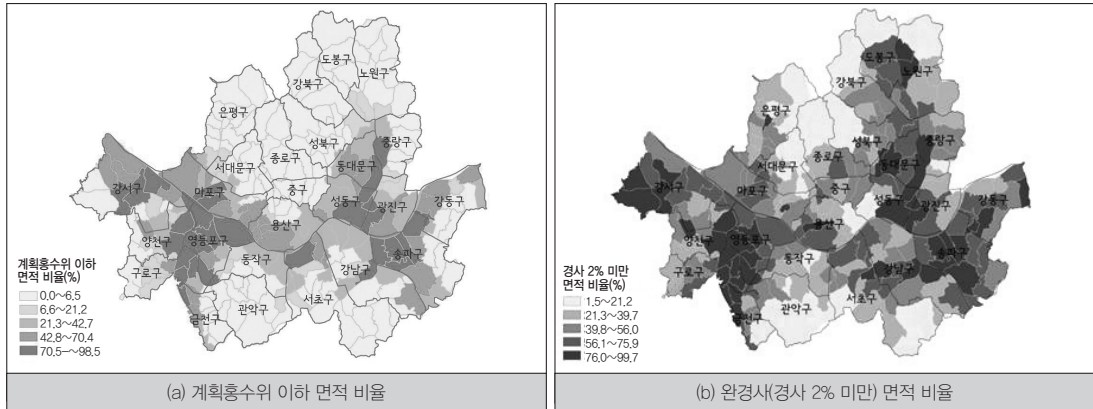 도봉구
노원구
강북구
은평구
성북구
중랑구
서대문구
종로구
동대문구
강서구
마포구
중구
성동구
광진구
강동구
용산구
양천구
영등포구
송파구
동작구
강남구
구로구
서초구
관악구
금천구
계획홍수위 이하
면적 비율(%)
0.0~6.5
6.6~21.2
21.3~42.7
42.8~70.4
70.5-~98.5
(a) 계획홍수위 이하 면적 비율
도봉구
노원구
강북구
은평구
성북구
중랑구
서대문구
종로구
동대문구
강서구
마포구
중구
성동구
광진구
강동구
용산구
양천구
영등포구
송파구
동작구
강남구
구로구
서초구
관악구
금천구
경사 2% 미만
면적 비율(%)
1.5~21.2
21.3~39.7
39.8~56.0
56.1~75.9
76.0~99.7
(b) 완경사(경사 2% 미만) 면적 비율